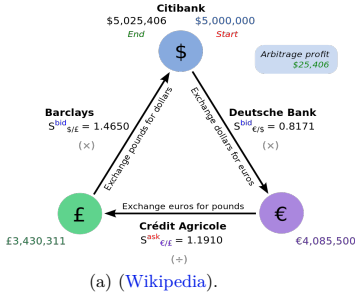 Citibank
$5,025,406 $5,000,000
End Start
$
Arbitrage profit
$25,406
Barclays
S bid $/£ = 1.4650
(×)
Exchange pounds for dollars
Exchange dollars for euros
Deutsche Bank
S bid €/$ = 0.8171
(×)
£
Exchange euros for pounds
€
£3,430,311
Crédit Agricole
S ask €/£ = 1.1910
(÷)
€4,085,500
(a) (Wikipedia).